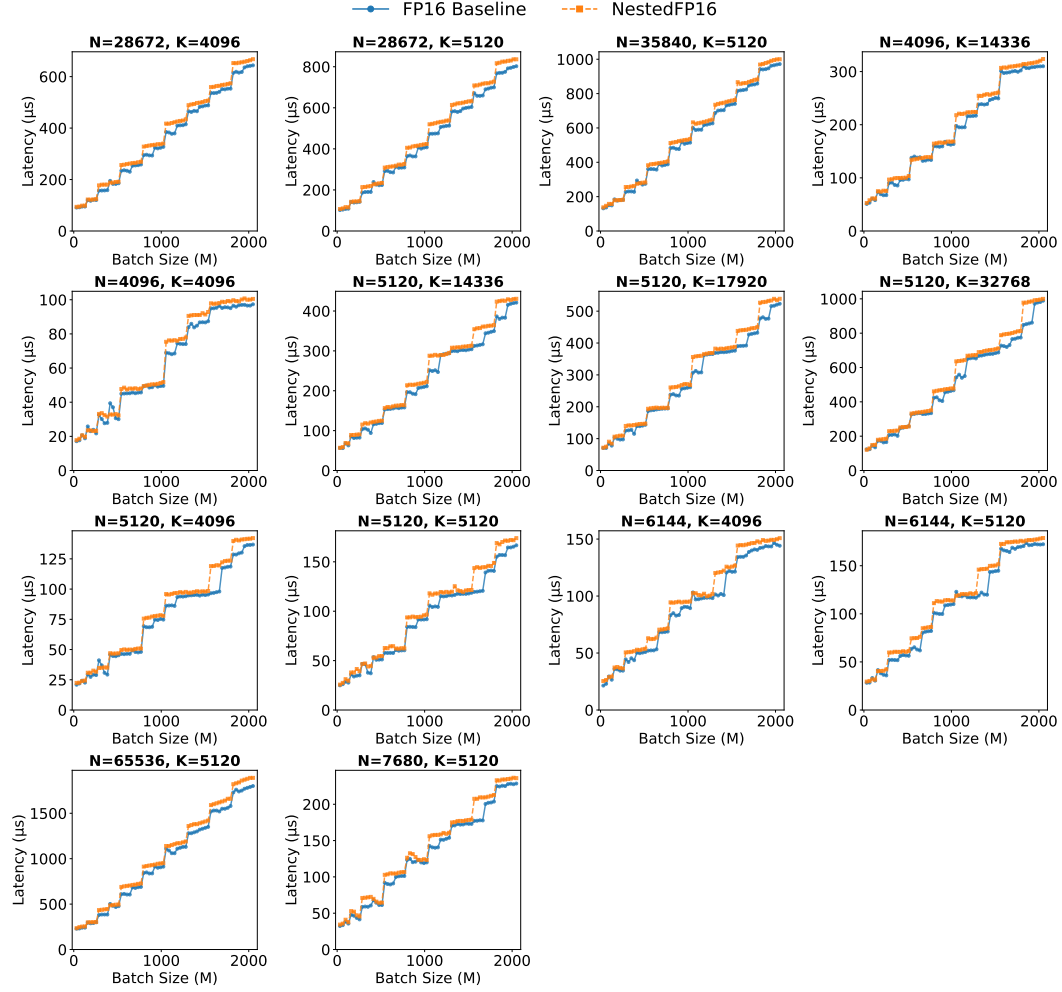 FP16 Baseline NestedFP16
N=28672, K=4096 N=28672, K=5120 N=35840, K=5120 N=4096, K=14336
Latency (μs) Latency (μs) Latency (μs) Latency (μs)
600 800 1000 300
400 600 800 200
200 400 600 100
0 200 400 0
0 200
0
0 1000 2000 0 1000 2000 0 1000 2000 0 1000 2000
Batch Size (M) Batch Size (M) Batch Size (M) Batch Size (M)
N=4096, K=4096 N=5120, K=14336 N=5120, K=17920 N=5120, K=32768
Latency (μs) Latency (μs) Latency (μs) Latency (μs)
100 400 500 1000
80 300 400 800
60 200 300 600
40 100 200 400
20 0 100 200
0 0 0
0 1000 2000 0 1000 2000 0 1000 2000 0 1000 2000
Batch Size (M) Batch Size (M) Batch Size (M) Batch Size (M)
N=5120, K=4096 N=5120, K=5120 N=6144, K=4096 N=6144, K=5120
Latency (μs) Latency (μs) Latency (μs) Latency (μs)
125 150 150 150
100 100 100 100
75 50 50 50
50 0 0 0
25
0
0 1000 2000 0 1000 2000 0 1000 2000 0 1000 2000
Batch Size (M) Batch Size (M) Batch Size (M) Batch Size (M)
N=65536, K=5120 N=7680, K=5120
Latency (μs) Latency (μs)
1500 200
1000 150
500 100
0 50
0
0 1000 2000 0 1000 2000
Batch Size (M) Batch Size (M)